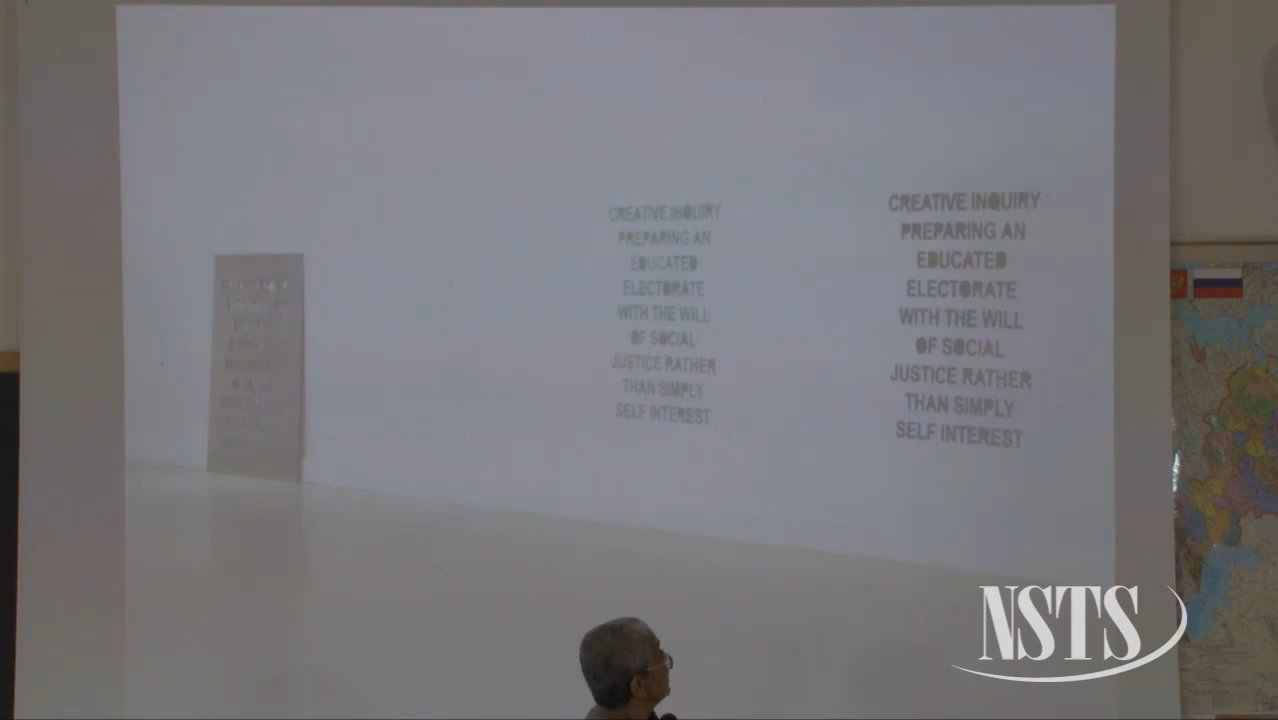 CREATIVE INQUIRY
PREPARING AN
EDUCATED
ELECTORATE
WITH THE WILL
OF SOCIAL
JUSTICE RATHER
THAN SIMPLY
SELF INTEREST
CREATIVE INQUIRY
PREPARING AN
EDUCATED
ELECTORATE
WITH THE WILL
OF SOCIAL
JUSTICE RATHER
THAN SIMPLY
SELF INTEREST
NSTS